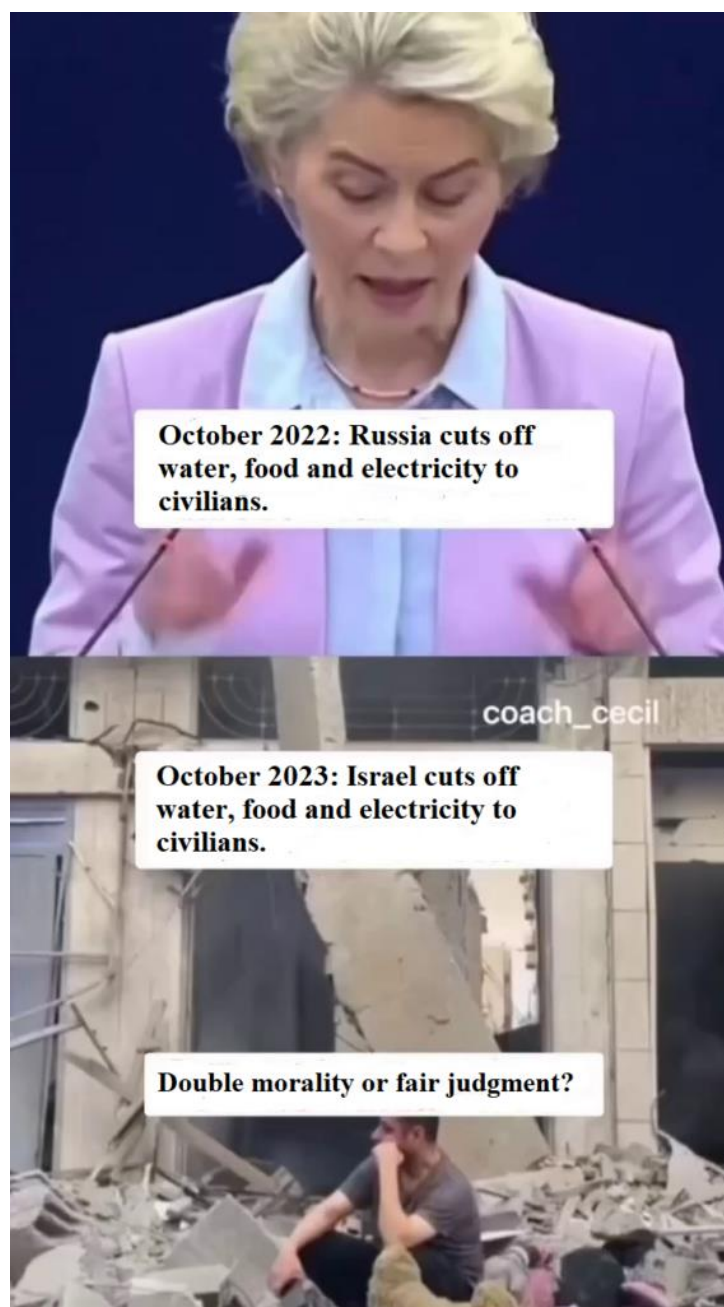 October 2022: Russia cuts off
water, food and electricity to
civilians.
coach_cecil
October 2023: Israel cuts off
water, food and electricity to
civilians.
Double morality or fair judgment?